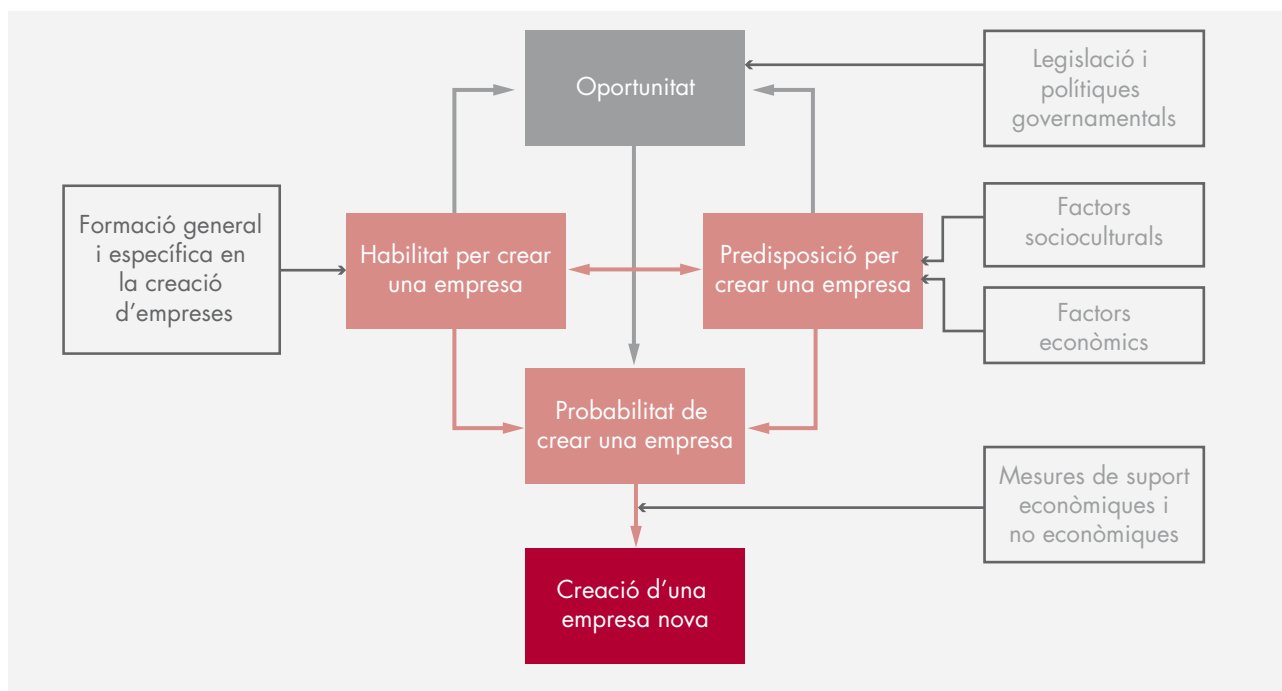 Oportunitat
Legislació i
polítiques
governamentals
Formació general
i específica en
la creació
d’empreses
Habilitat per crear
una empresa
Predisposició per
crear una empresa
Factors
socioculturals
Factors
econòmics
Probabilitat de
crear una empresa
Mesures de suport
econòmiques i
no econòmiques
Creació d’una
empresa nova